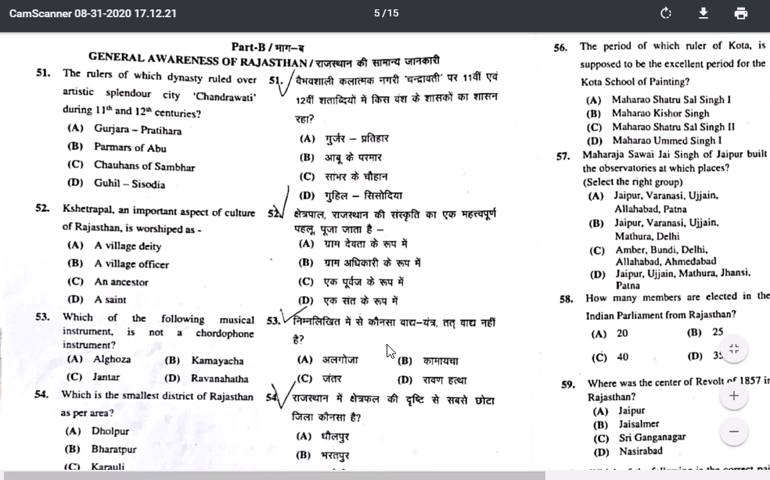 CamScanner 08-31-2020 17.12.21
5 / 15
Part-B / भाग–ब
GENERAL AWARENESS OF RAJASTHAN / राजस्थान की सामान्य जानकारी
51. The rulers of which dynasty ruled over
artistic splendour city 'Chandrawati'
during 11th and 12th centuries?
(A) Gurjara – Pratihara
(B) Parmars of Abu
(C) Chauhans of Sambhar
(D) Guhil – Sisodia
52. Kshetrapal, an important aspect of culture
of Rajasthan, is worshiped as -
(A) A village deity
(B) A village officer
(C) An ancestor
(D) A saint
53. Which of the following musical
instrument, is not a chordophone
instrument?
(A) Alghoza (B) Kamayacha
(C) Jantar (D) Ravanahatha
54. Which is the smallest district of Rajasthan
as per area?
(A) Dholpur
(B) Bharatpur
(C) Karauli
51. वैभवशाली कलात्मक नगरी 'चन्द्रावती' पर 11वीं एवं
12वीं शताब्दियों में किस वंश के शासकों का शासन
रहा?
(A) गुर्जर – प्रतिहार
(B) आबू के परमार
(C) सांभर के चौहान
(D) गुहिल – सिसोदिया
52. क्षेत्रपाल, राजस्थान की संस्कृति का एक महत्त्वपूर्ण
पहलू, पूजा जाता है –
(A) ग्राम देवता के रूप में
(B) ग्राम अधिकारी के रूप में
(C) एक पूर्वज के रूप में
(D) एक संत के रूप में
53. निम्नलिखित में से कौनसा वाद्य–यंत्र, तत् वाद्य नहीं
है?
(A) अलगोजा (B) कामायचा
(C) जंतर (D) रावण हत्था
54. राजस्थान में क्षेत्रफल की दृष्टि से सबसे छोटा
जिला कौनसा है?
(A) धौलपुर
(B) भरतपुर
56. The period of which ruler of Kota, is
supposed to be the excellent period for the
Kota School of Painting?
(A) Maharao Shatru Sal Singh I
(B) Maharao Kishor Singh
(C) Maharao Shatru Sal Singh II
(D) Maharao Ummed Singh I
57. Maharaja Sawai Jai Singh of Jaipur built
the observatories at which places?
(Select the right group)
(A) Jaipur, Varanasi, Ujjain,
Allahabad, Patna
(B) Jaipur, Varanasi, Ujjain,
Mathura, Delhi
(C) Amber, Bundi, Delhi,
Allahabad, Ahmedabad
(D) Jaipur, Ujjain, Mathura, Jhansi,
Patna
58. How many members are elected in the
Indian Parliament from Rajasthan?
(A) 20 (B) 25
(C) 40 (D)
59. Where was the center of Revolt of 1857 in
Rajasthan?
(A) Jaipur
(B) Jaisalmer
(C) Sri Ganganagar
(D) Nasirabad